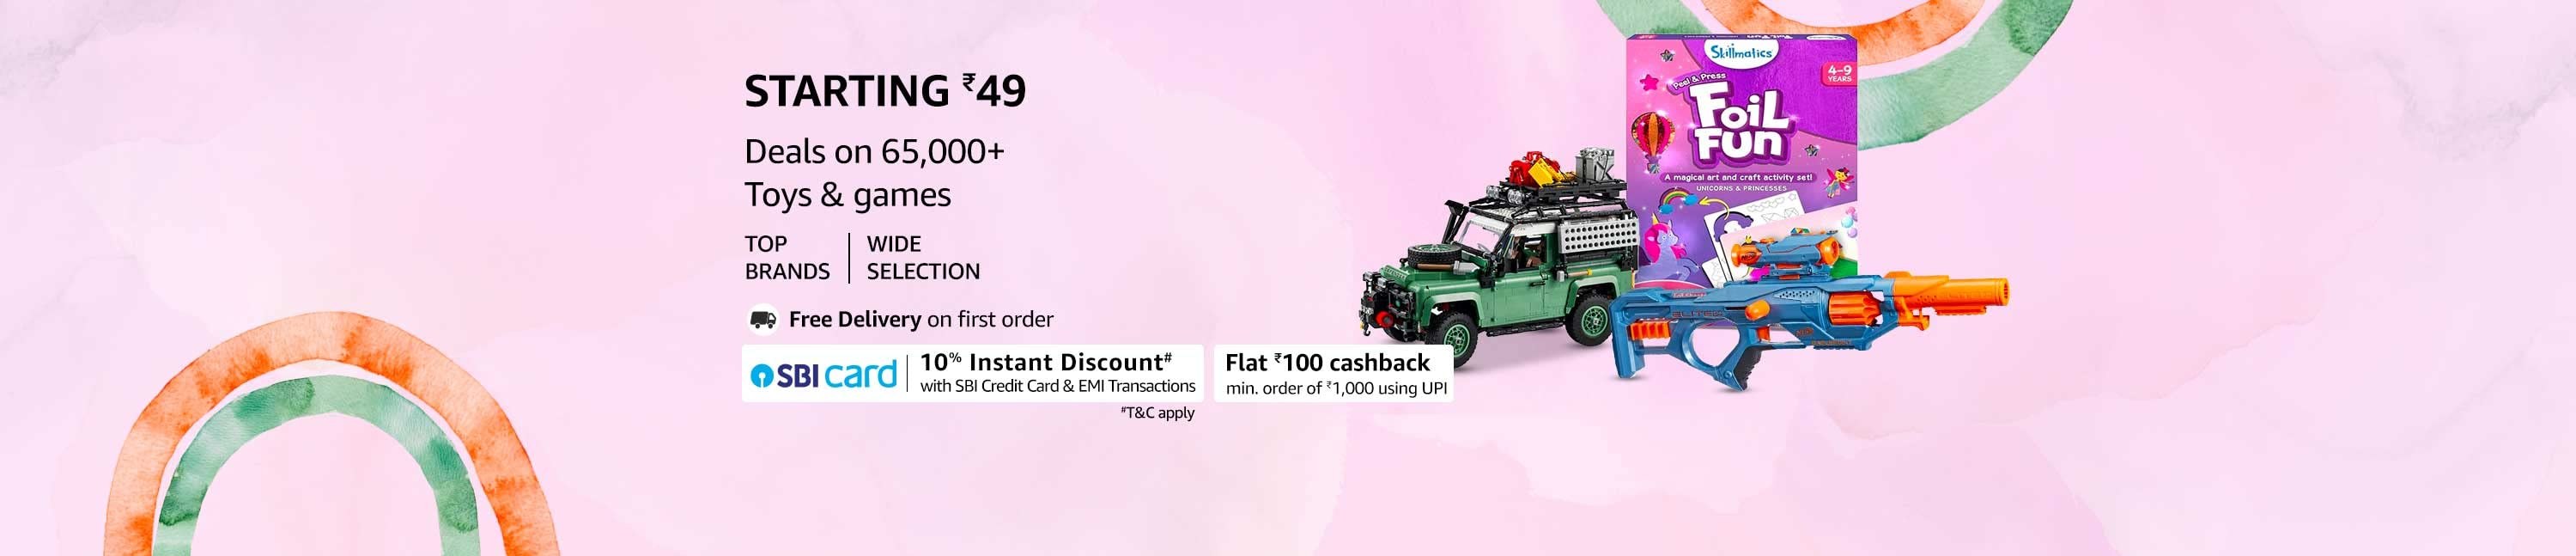 STARTING ₹49
Deals on 65,000+
Toys & games
TOP
BRANDS
WIDE
SELECTION
Free Delivery on first order
SBI card
10% Instant Discount#
with SBI Credit Card & EMI Transactions
#T&C apply
Flat ₹100 cashback
min. order of ₹1,000 using UPI
Skillmatics
4-9
YEARS
Peel & Press
FoiL
FUn
A magical art and craft activity set!
UNICORNS & PRINCESSES